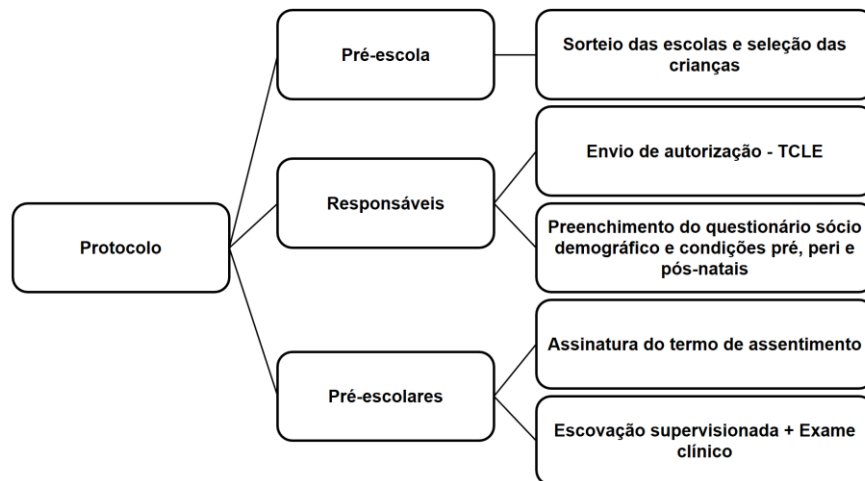 Protocolo
Pré-escola
Sorteio das escolas e seleção das
crianças
Responsáveis
Envio de autorização - TCLE
Preenchimento do questionário sócio
demográfico e condições pré, peri e
pós-natais
Pré-escolares
Assinatura do termo de assentimento
Escovação supervisionada + Exame
clínico